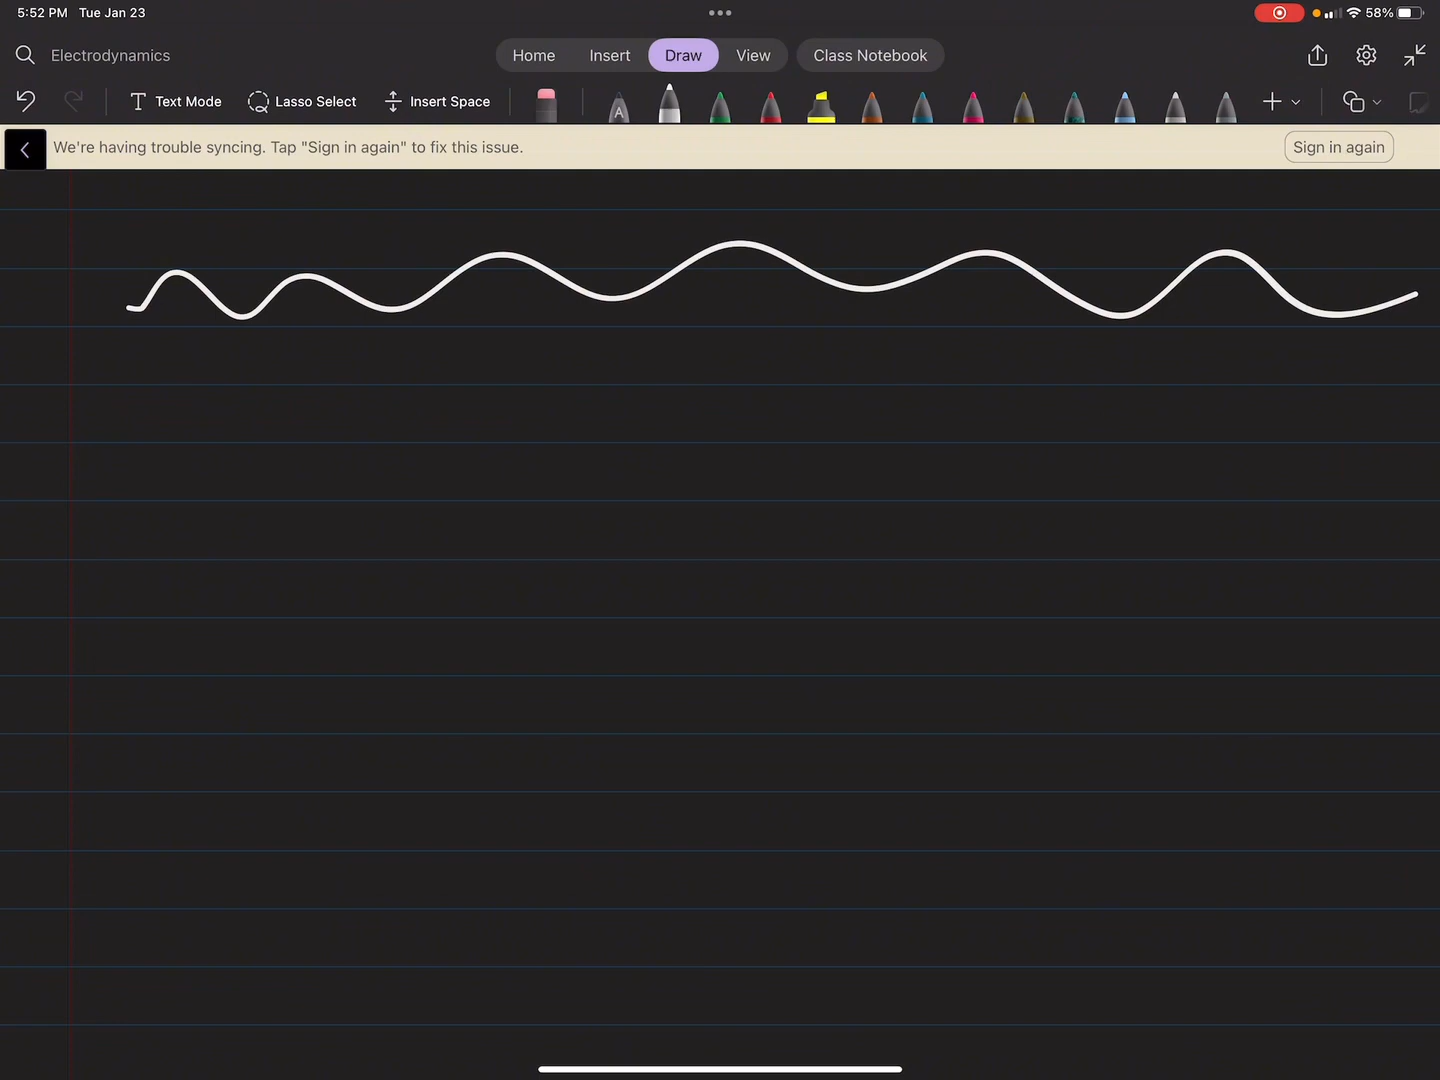 5:52 PM Tue Jan 23 58%
Electrodynamics Home Insert Draw View Class Notebook
Text Mode Lasso Select Insert Space A
We're having trouble syncing. Tap "Sign in again" to fix this issue. Sign in again